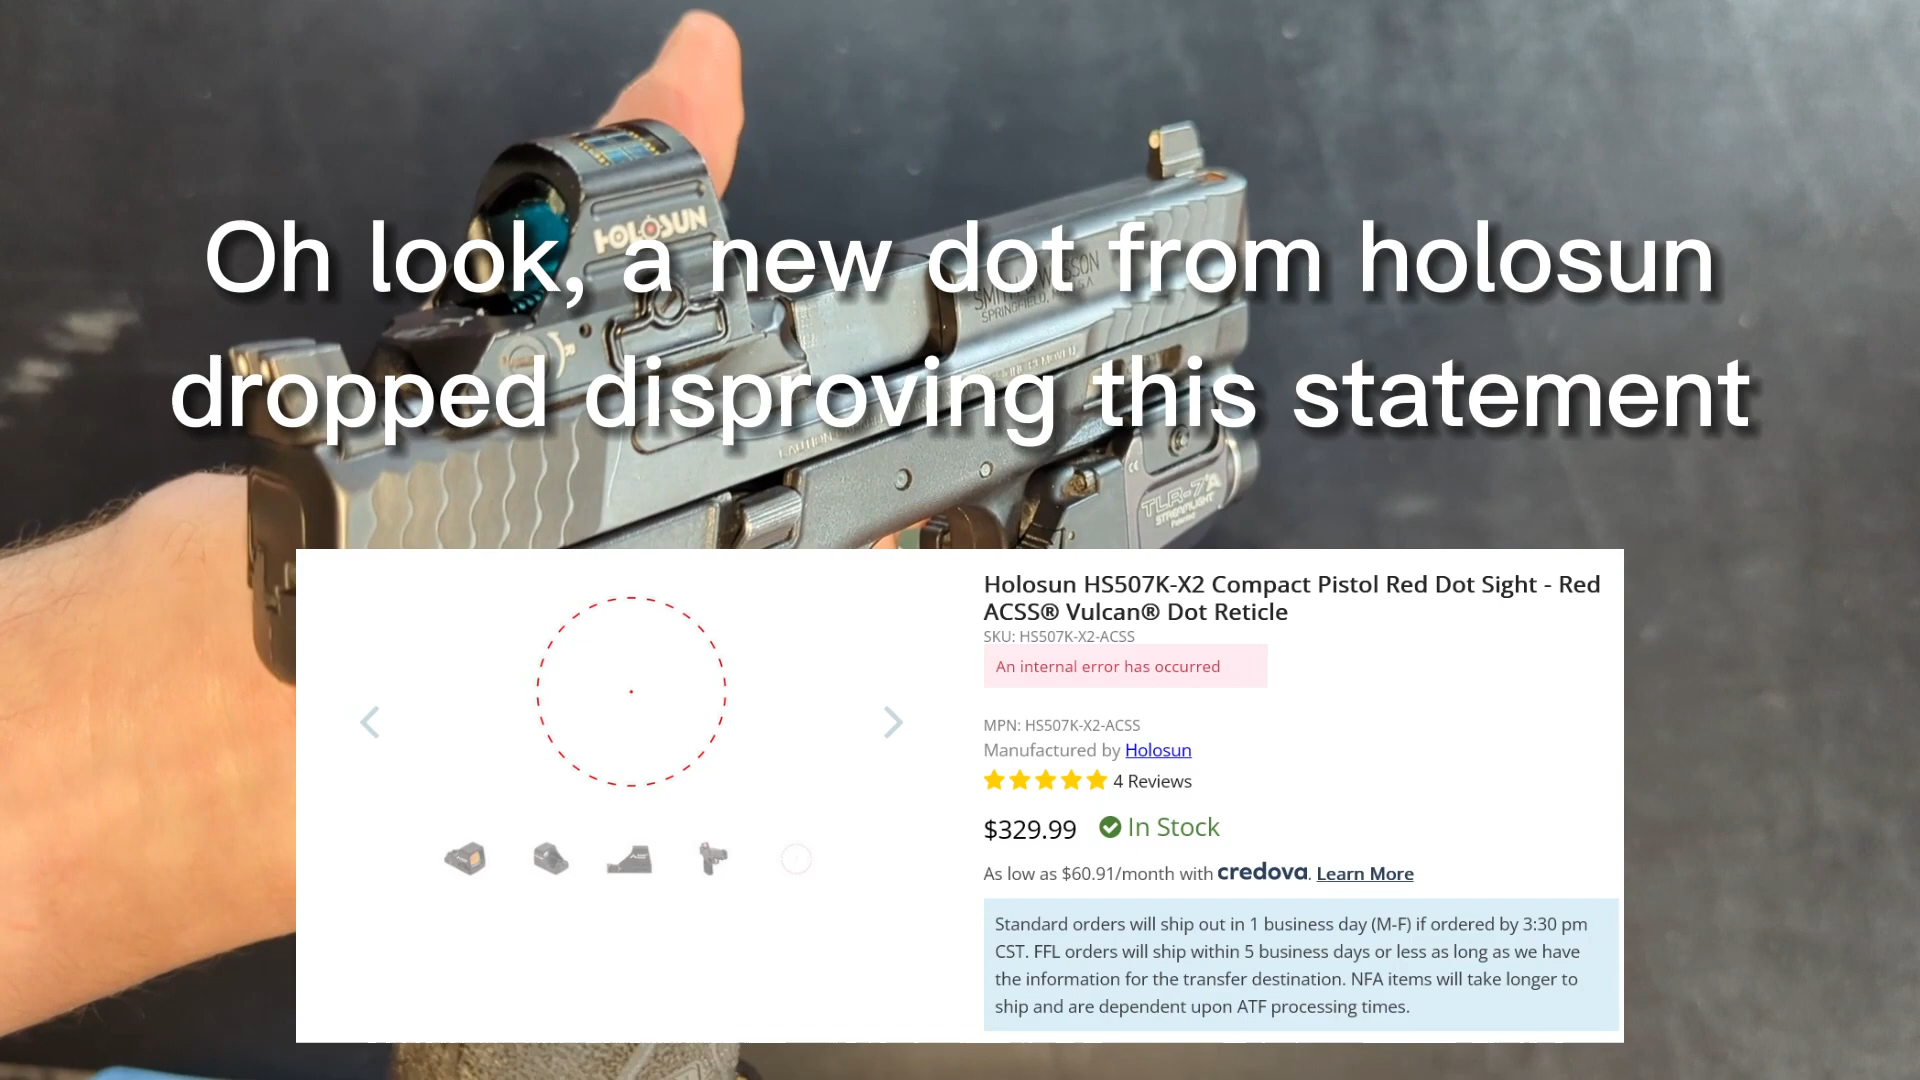 HOLOSUN
Oh look, a new dot from holosun
SMITH & WESSON
SPRINGFIELD,
dropped disproving this statement
TLR-7A
STREAMLIGHT
Holosun HS507K-X2 Compact Pistol Red Dot Sight - Red
ACSS® Vulcan® Dot Reticle
SKU: HS507K-X2-ACSS
An internal error has occurred
MPN: HS507K-X2-ACSS
Manufactured by Holosun
4 Reviews
$329.99 In Stock
As low as $60.91/month with credova. Learn More
Standard orders will ship out in 1 business day (M-F) if ordered by 3:30 pm
CST. FFL orders will ship within 5 business days or less as long as we have
the information for the transfer destination. NFA items will take longer to
ship and are dependent upon ATF processing times.